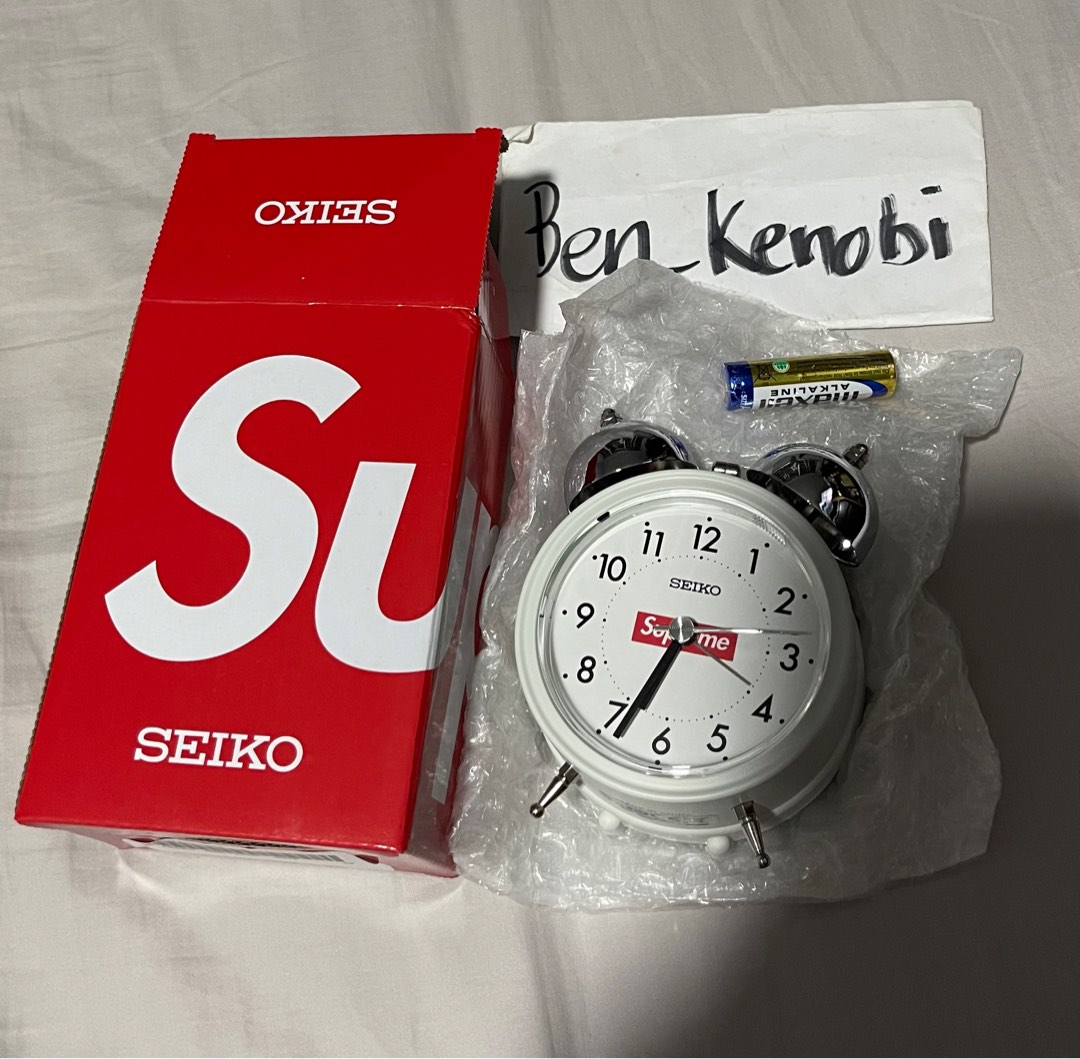 SEIKO
Su
SEIKO
Ben_Kenobi
maxell
ALKALINE
12
1
2
3
4
5
6
7
8
9
10
11
SEIKO
Supreme